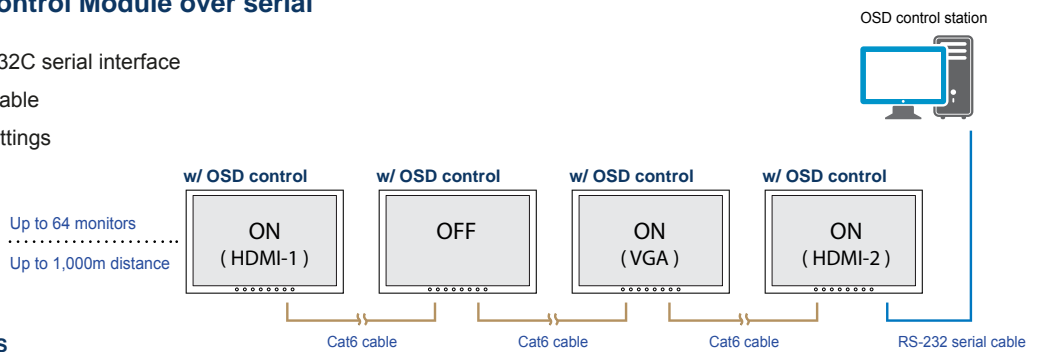 ontrol Module over serial
OSD control station
32C serial interface
able
ttings
w/ OSD control w/ OSD control w/ OSD control w/ OSD control
Up to 64 monitors
Up to 1,000m distance
ON
( HDMI-1 )
OFF
ON
( VGA )
ON
( HDMI-2 )
Cat6 cable Cat6 cable Cat6 cable RS-232 serial cable
s